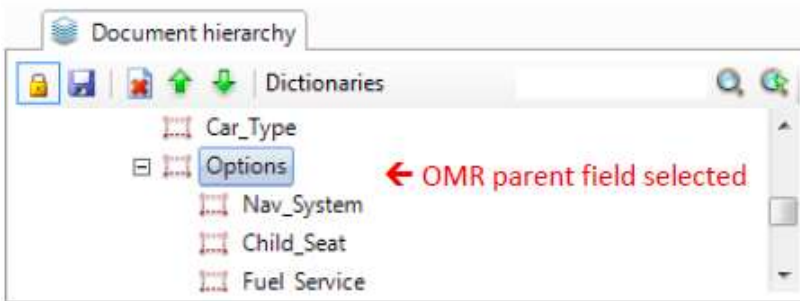 Document hierarchy
Dictionaries
Car_Type
Options
← OMR parent field selected
Nav_System
Child_Seat
Fuel Service